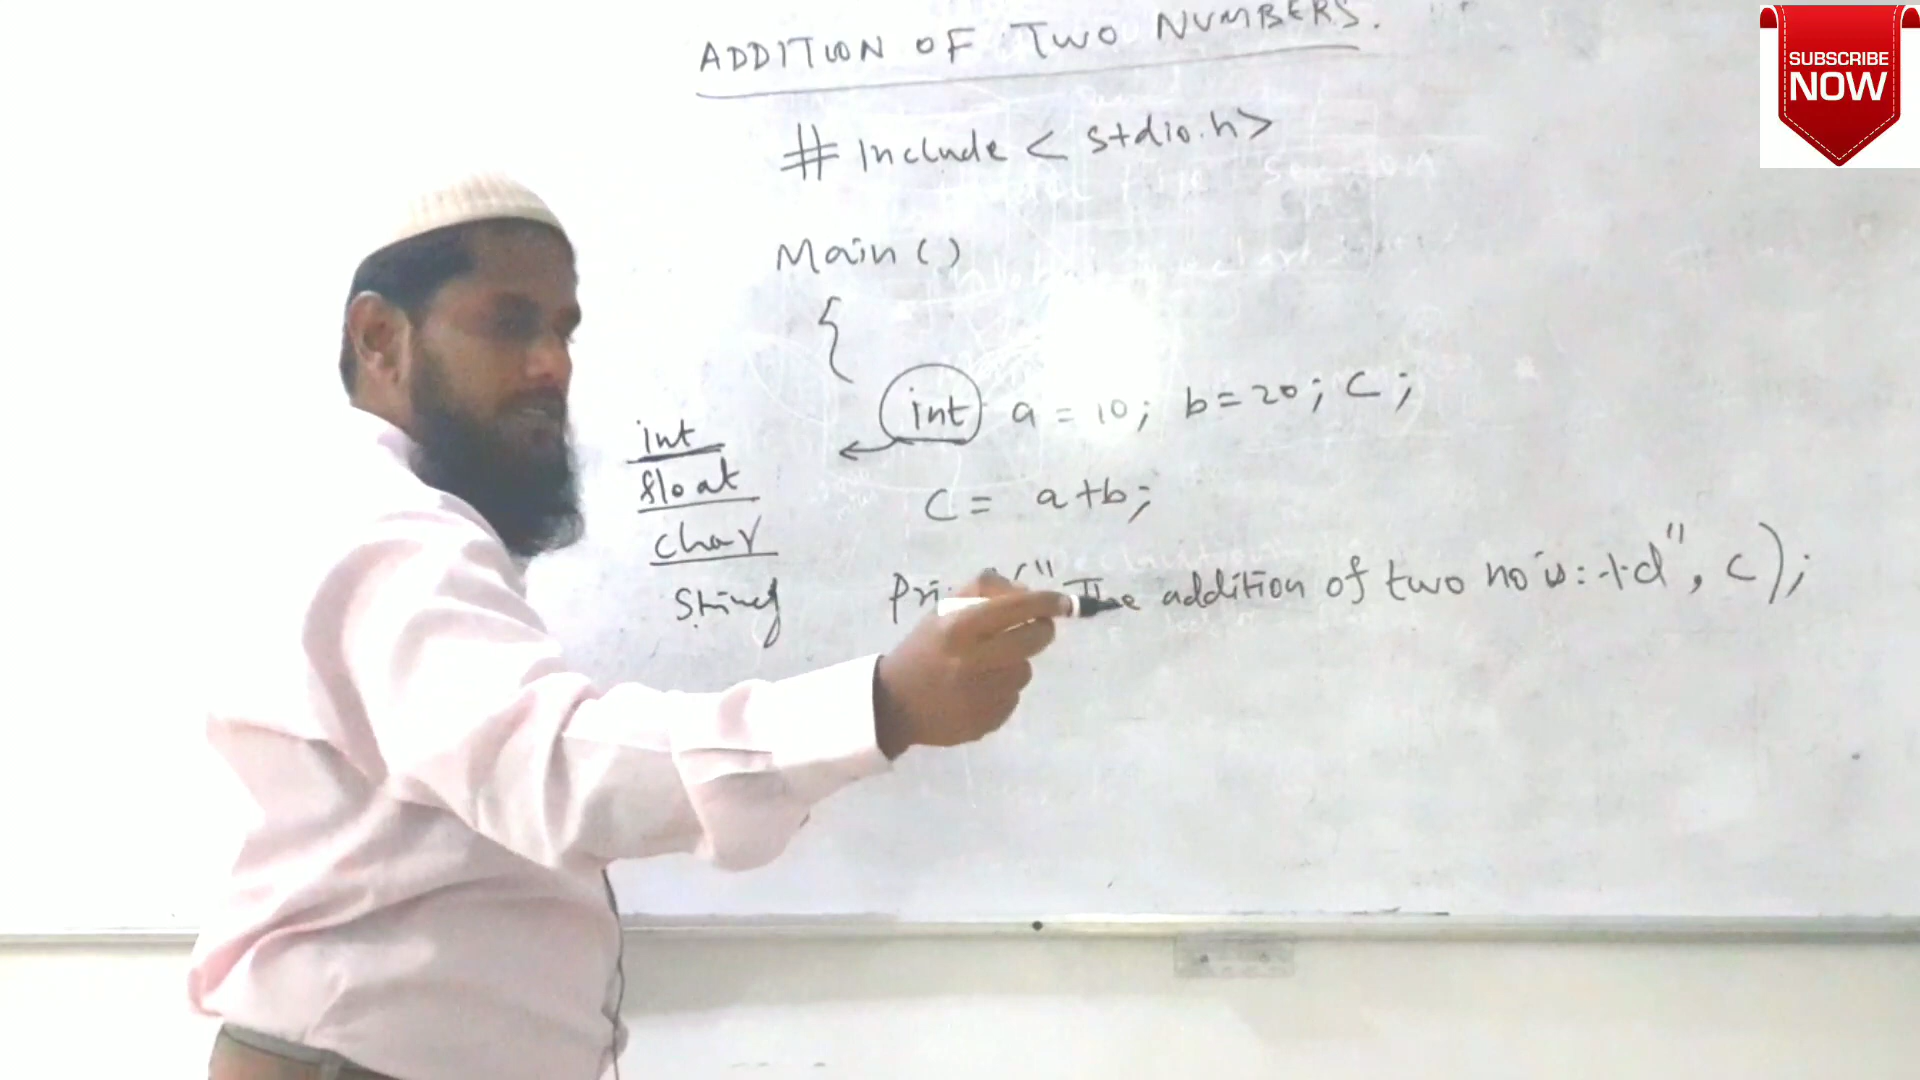 ADDITION OF TWO NUMBERS.
SUBSCRIBE
NOW
# Include < stdio.h>
Main ( )
{
int a = 10; b = 20; C;
int
float
char
String
C = a+b;
The addition of two no is: %d", C);